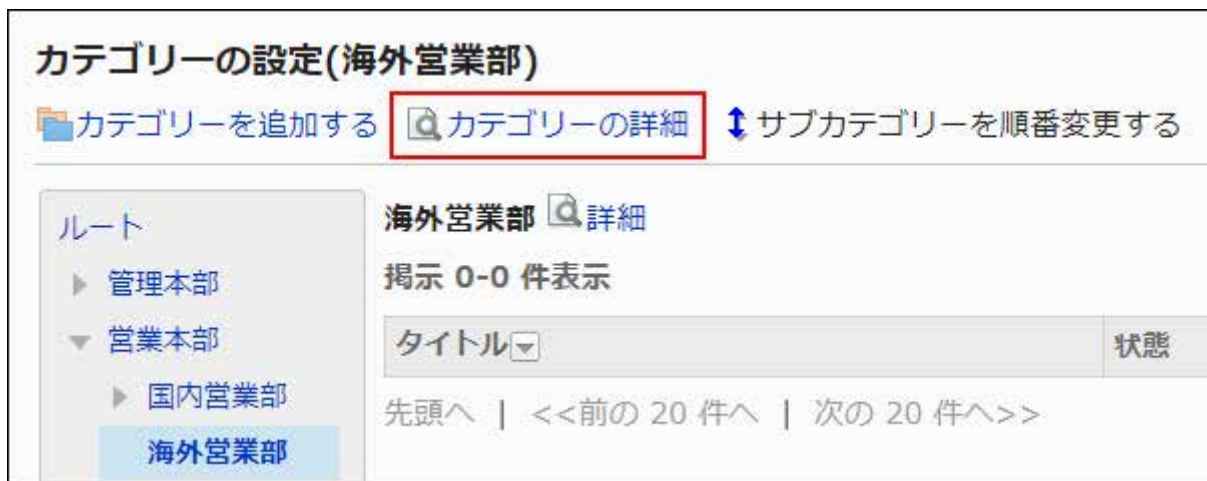 カテゴリーの設定(海外営業部)
カテゴリーを追加する カテゴリーの詳細 サブカテゴリーを順番変更する
ルート
管理本部
営業本部
国内営業部
海外営業部
海外営業部 詳細
掲示 0-0 件表示
タイトル 状態
先頭へ | <<前の 20 件へ | 次の 20 件へ>>